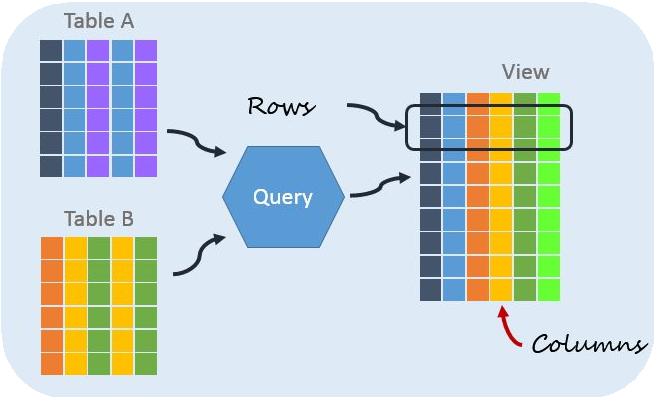 Table A
View
Rows
Query
Table B
Columns